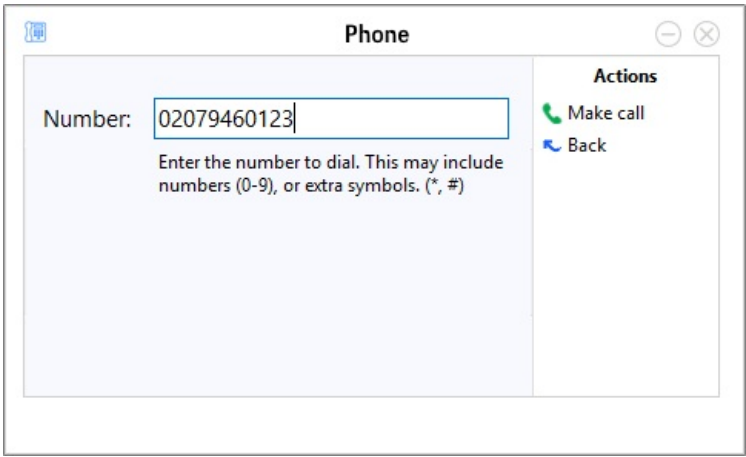 Phone
Number:
02079460123
Enter the number to dial. This may include
numbers (0-9), or extra symbols. (*, #)
Actions
Make call
Back